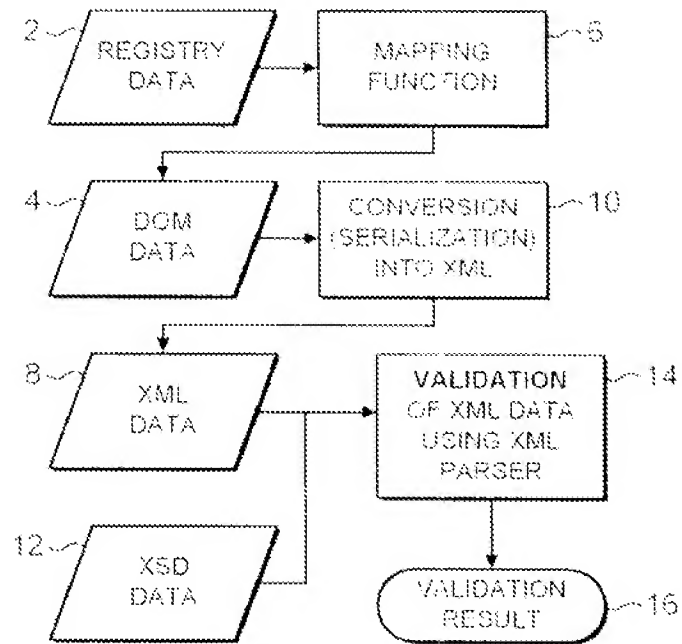 2
REGISTRY
DATA
MAPPING
FUNCTION
6
4
DOM
DATA
CONVERSION
(SERIALIZATION)
INTO XML
10
8
XML
DATA
VALIDATION
OF XML DATA
USING XML
PARSER
14
12
XSD
DATA
VALIDATION
RESULT
16